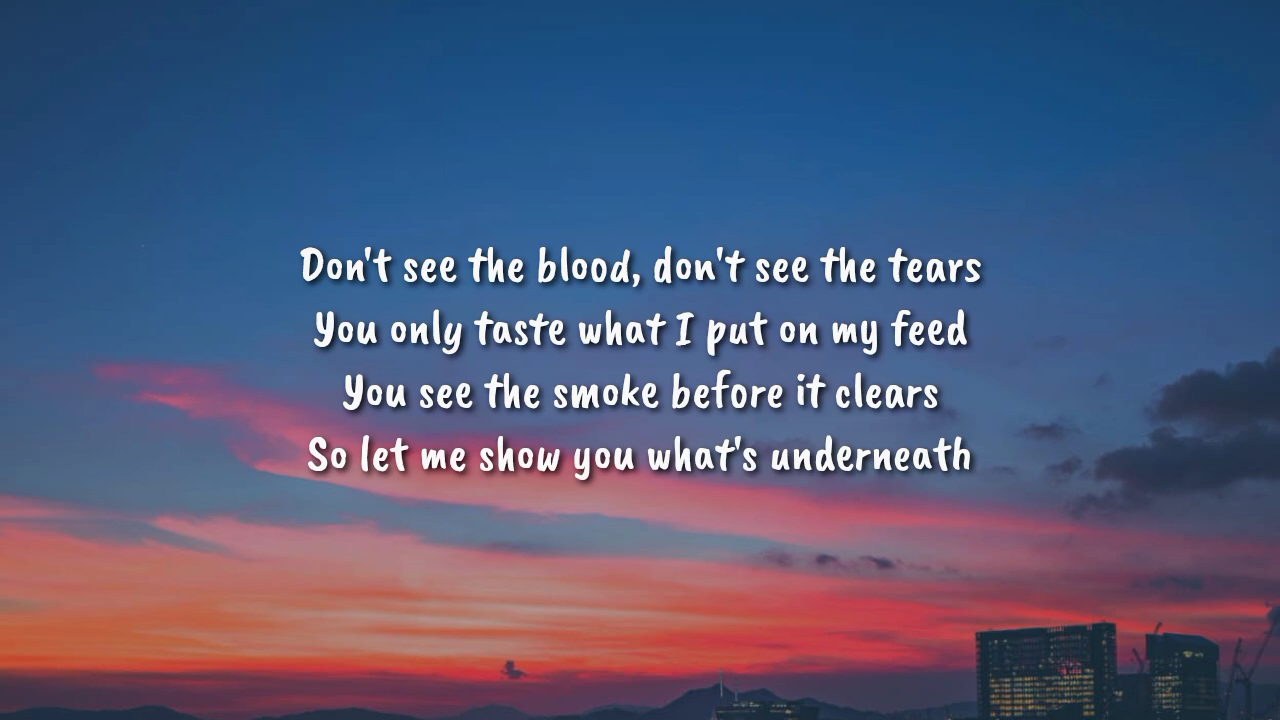 Don't see the blood, don't see the tears
You only taste what I put on my feed
You see the smoke before it clears
So let me show you what's underneath